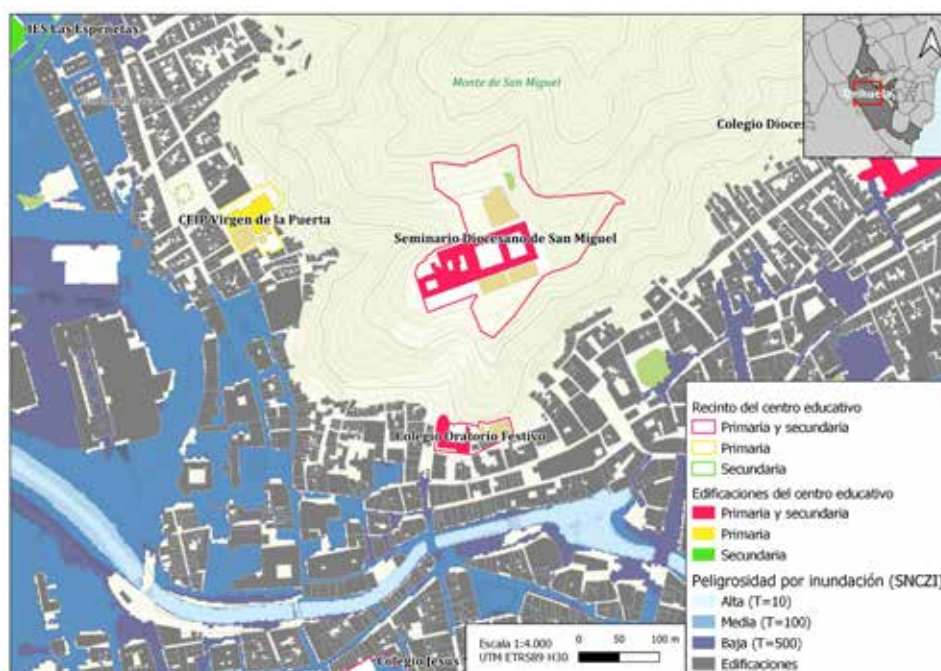 IES Las Espeñetas
Monte de San Miguel
Colegio Dioces
CEIP Virgen de la Puerta
Seminario Diocesano de San Miguel
Colegio Oratorio Festivo
Colegio Jesús
Recinto del centro educativo
Primaria y secundaria
Primaria
Secundaria
Edificaciones del centro educativo
Primaria y secundaria
Primaria
Secundaria
Peligrosidad por inundación (SNCZI)
Alta (T=10)
Media (T=100)
Baja (T=500)
Edificaciones
Escala 1:4.000
UTM ETRS89 H30
0 50 100 m